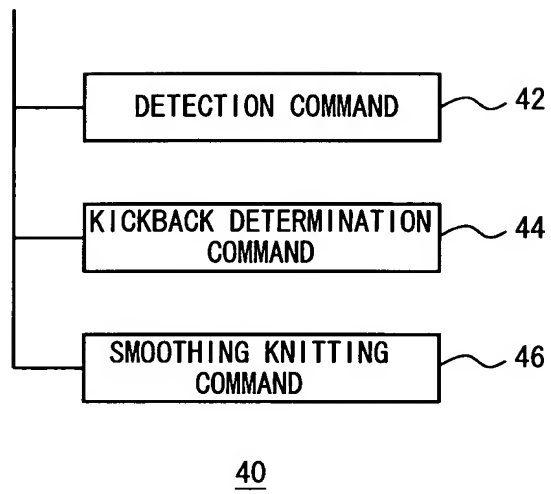 DETECTION COMMAND
42
KICKBACK DETERMINATION
COMMAND
44
SMOOTHING KNITTING
COMMAND
46
40